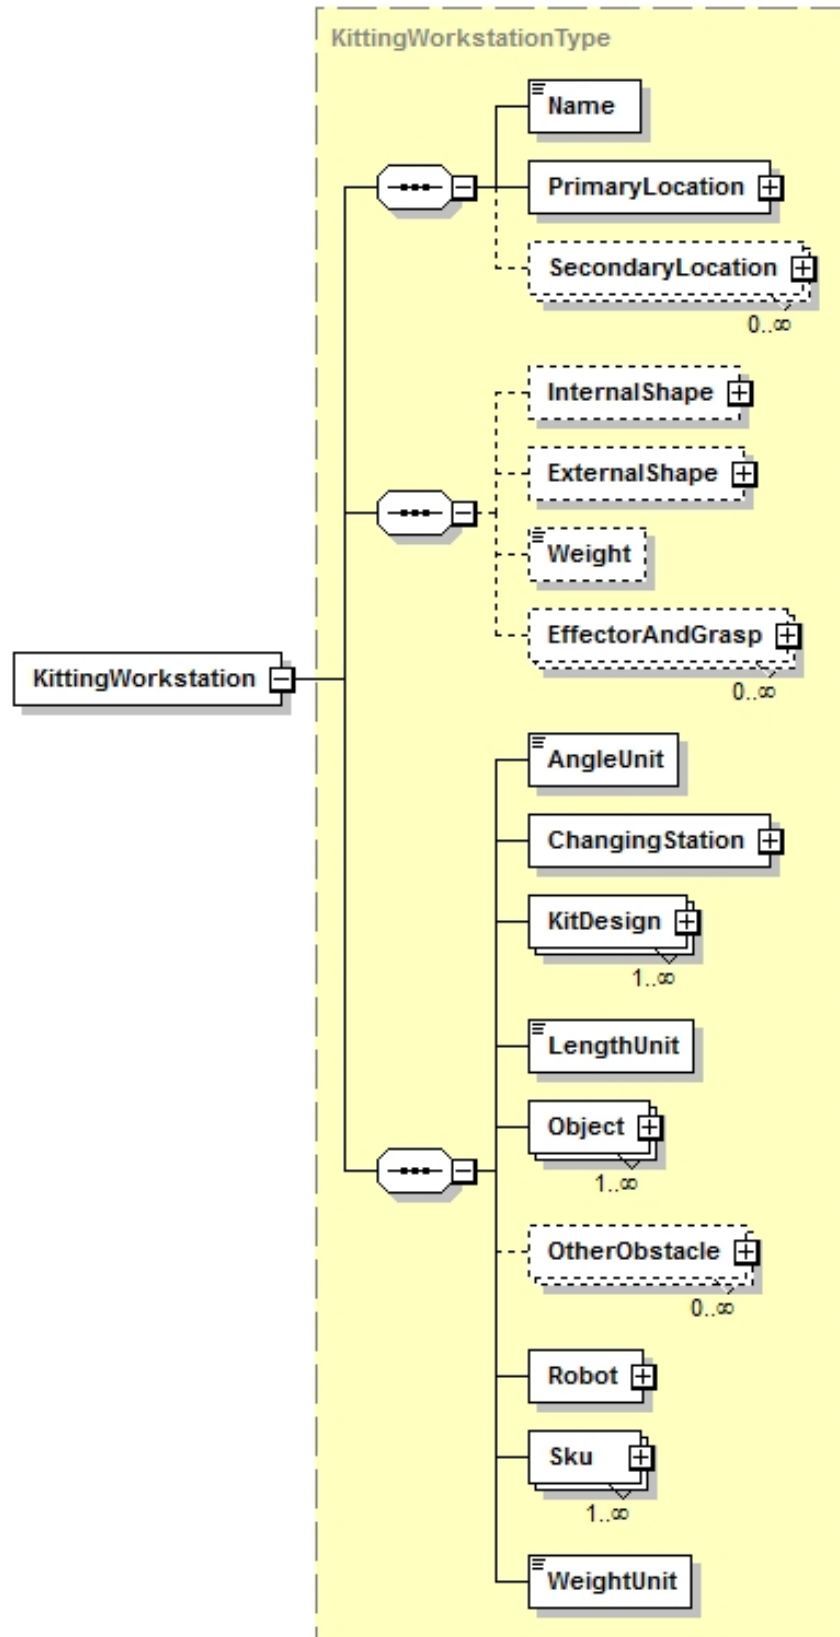 KittingWorkstationType
Name
PrimaryLocation
SecondaryLocation
0..∞
InternalShape
ExternalShape
Weight
EffectorAndGrasp
0..∞
KittingWorkstation
AngleUnit
ChangingStation
KitDesign
1..∞
LengthUnit
Object
1..∞
OtherObstacle
0..∞
Robot
Sku
1..∞
WeightUnit